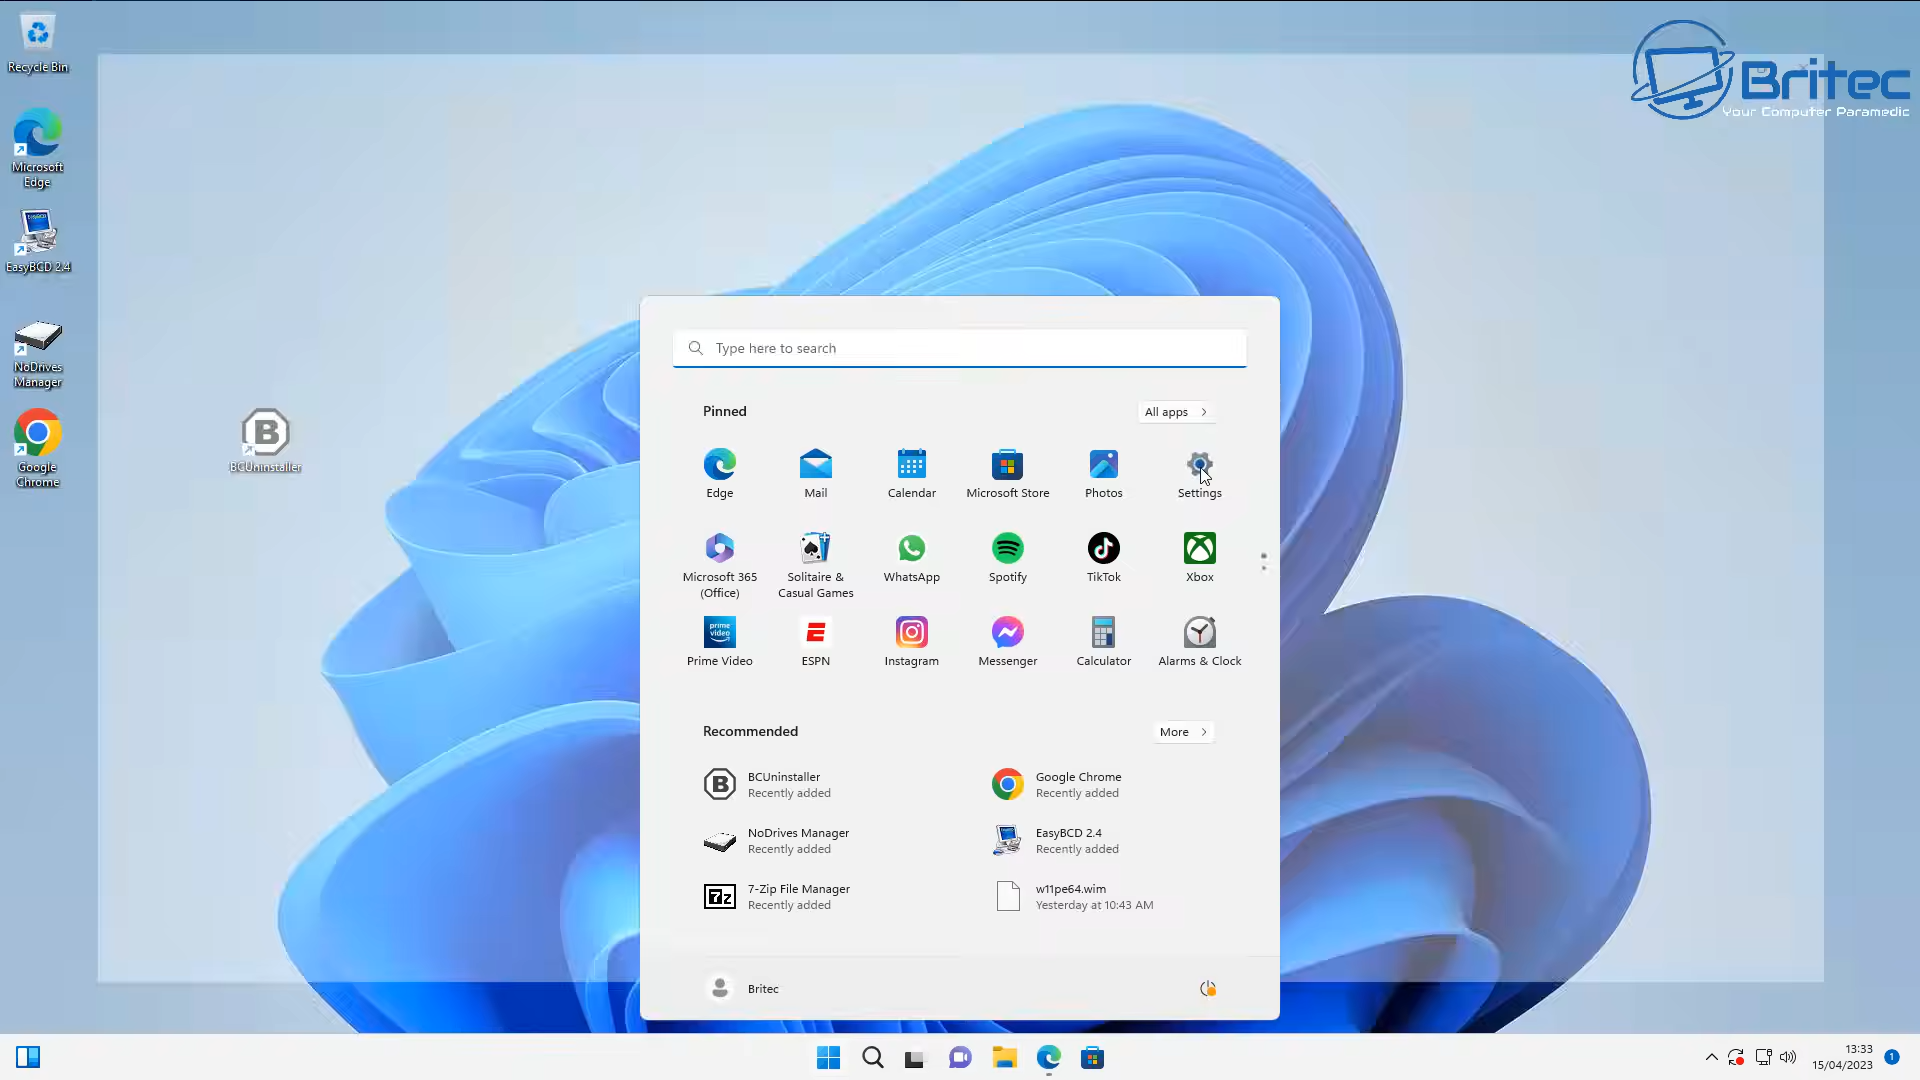 Recycle Bin
Microsoft
Edge
EasyBCD 2.4
NoDrives
Manager
Google
Chrome
B
BCUninstaller
Britec
Your Computer Paramedic
Type here to search
Pinned
All apps
Edge
Mail
Calendar
Microsoft Store
Photos
Settings
Microsoft 365
(Office)
Solitaire &
Casual Games
WhatsApp
Spotify
TikTok
Xbox
prime
video
Prime Video
E
ESPN
Instagram
Messenger
Calculator
Alarms & Clock
Recommended
More
B
BCUninstaller
Recently added
Google Chrome
Recently added
NoDrives Manager
Recently added
EasyBCD 2.4
Recently added
7z
7-Zip File Manager
Recently added
w11pe64.wim
Yesterday at 10:43 AM
Britec
13:33
15/04/2023
1